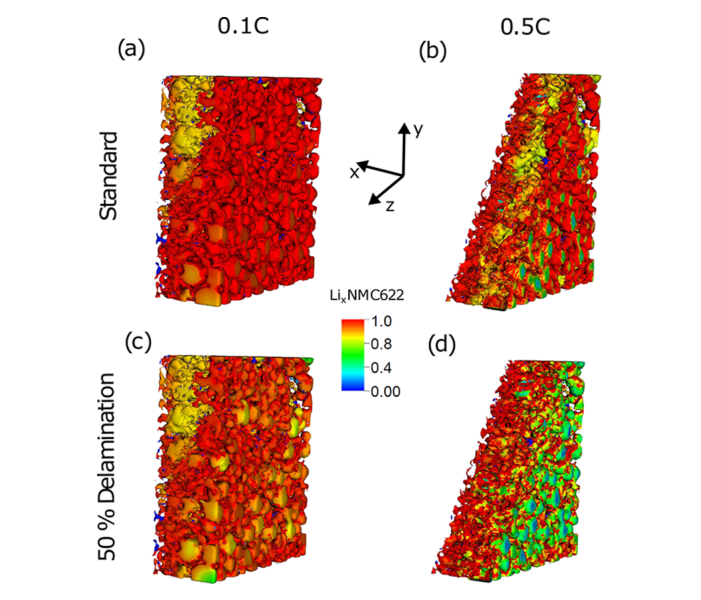 0.1C
0.5C
(a)
(b)
Standard
y
x
z
LiₓNMC622
1.0
0.8
0.4
0.00
(c)
(d)
50 % Delamination